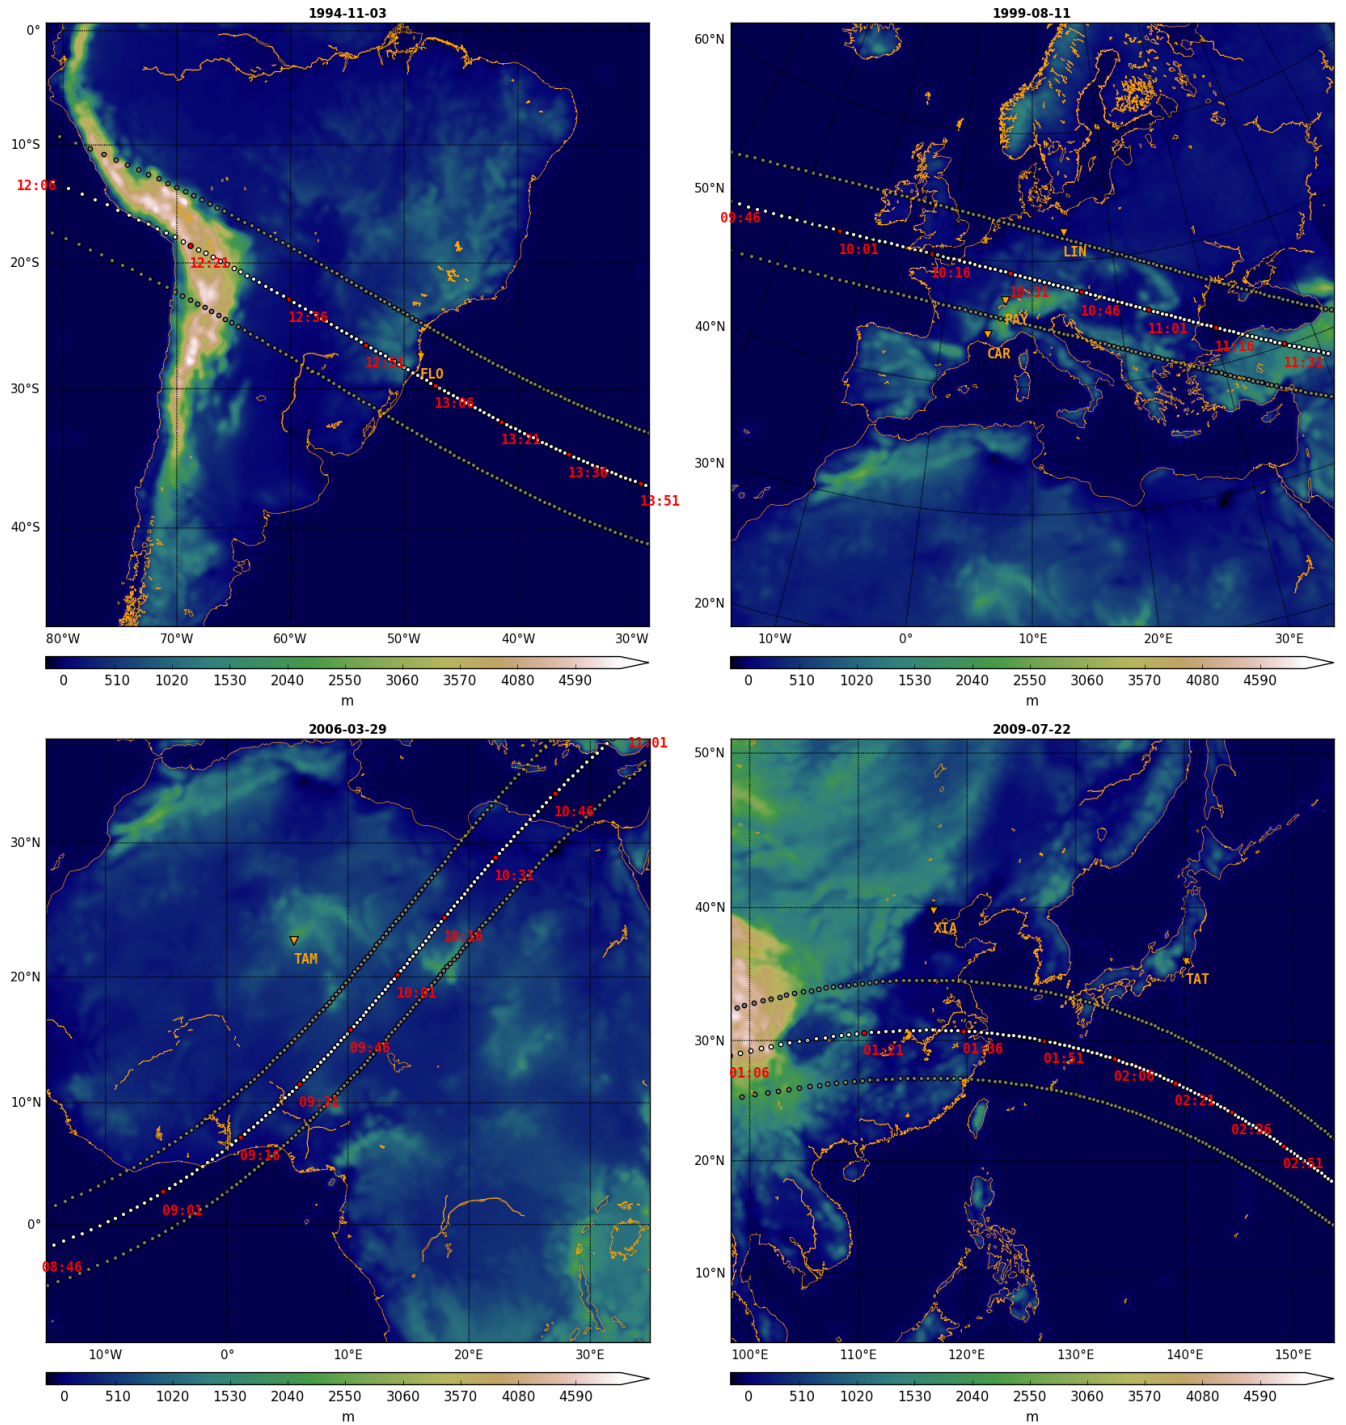 1994-11-03
0°
10°S
20°S
30°S
40°S
12:06
12:21
12:36
12:51
FLO
13:06
13:21
13:36
13:51
80°W 70°W 60°W 50°W 40°W 30°W
0 510 1020 1530 2040 2550 3060 3570 4080 4590
m
1999-08-11
60°N
50°N
40°N
30°N
20°N
09:46
10:01
10:16
LIN
10:31
PAY
10:46
11:01
CAR
11:16
11:31
10°W 0° 10°E 20°E 30°E
0 510 1020 1530 2040 2550 3060 3570 4080 4590
m
2006-03-29
11:01
10:46
30°N
10:31
10:16
TAM
20°N
10:01
09:46
10°N
09:31
09:16
09:01
0°
08:46
10°W 0° 10°E 20°E 30°E
0 510 1020 1530 2040 2550 3060 3570 4080 4590
m
2009-07-22
50°N
40°N
XIA
TAT
30°N
01:06
01:21
01:36
01:51
02:06
02:21
02:36
02:51
20°N
10°N
100°E 110°E 120°E 130°E 140°E 150°E
0 510 1020 1530 2040 2550 3060 3570 4080 4590
m